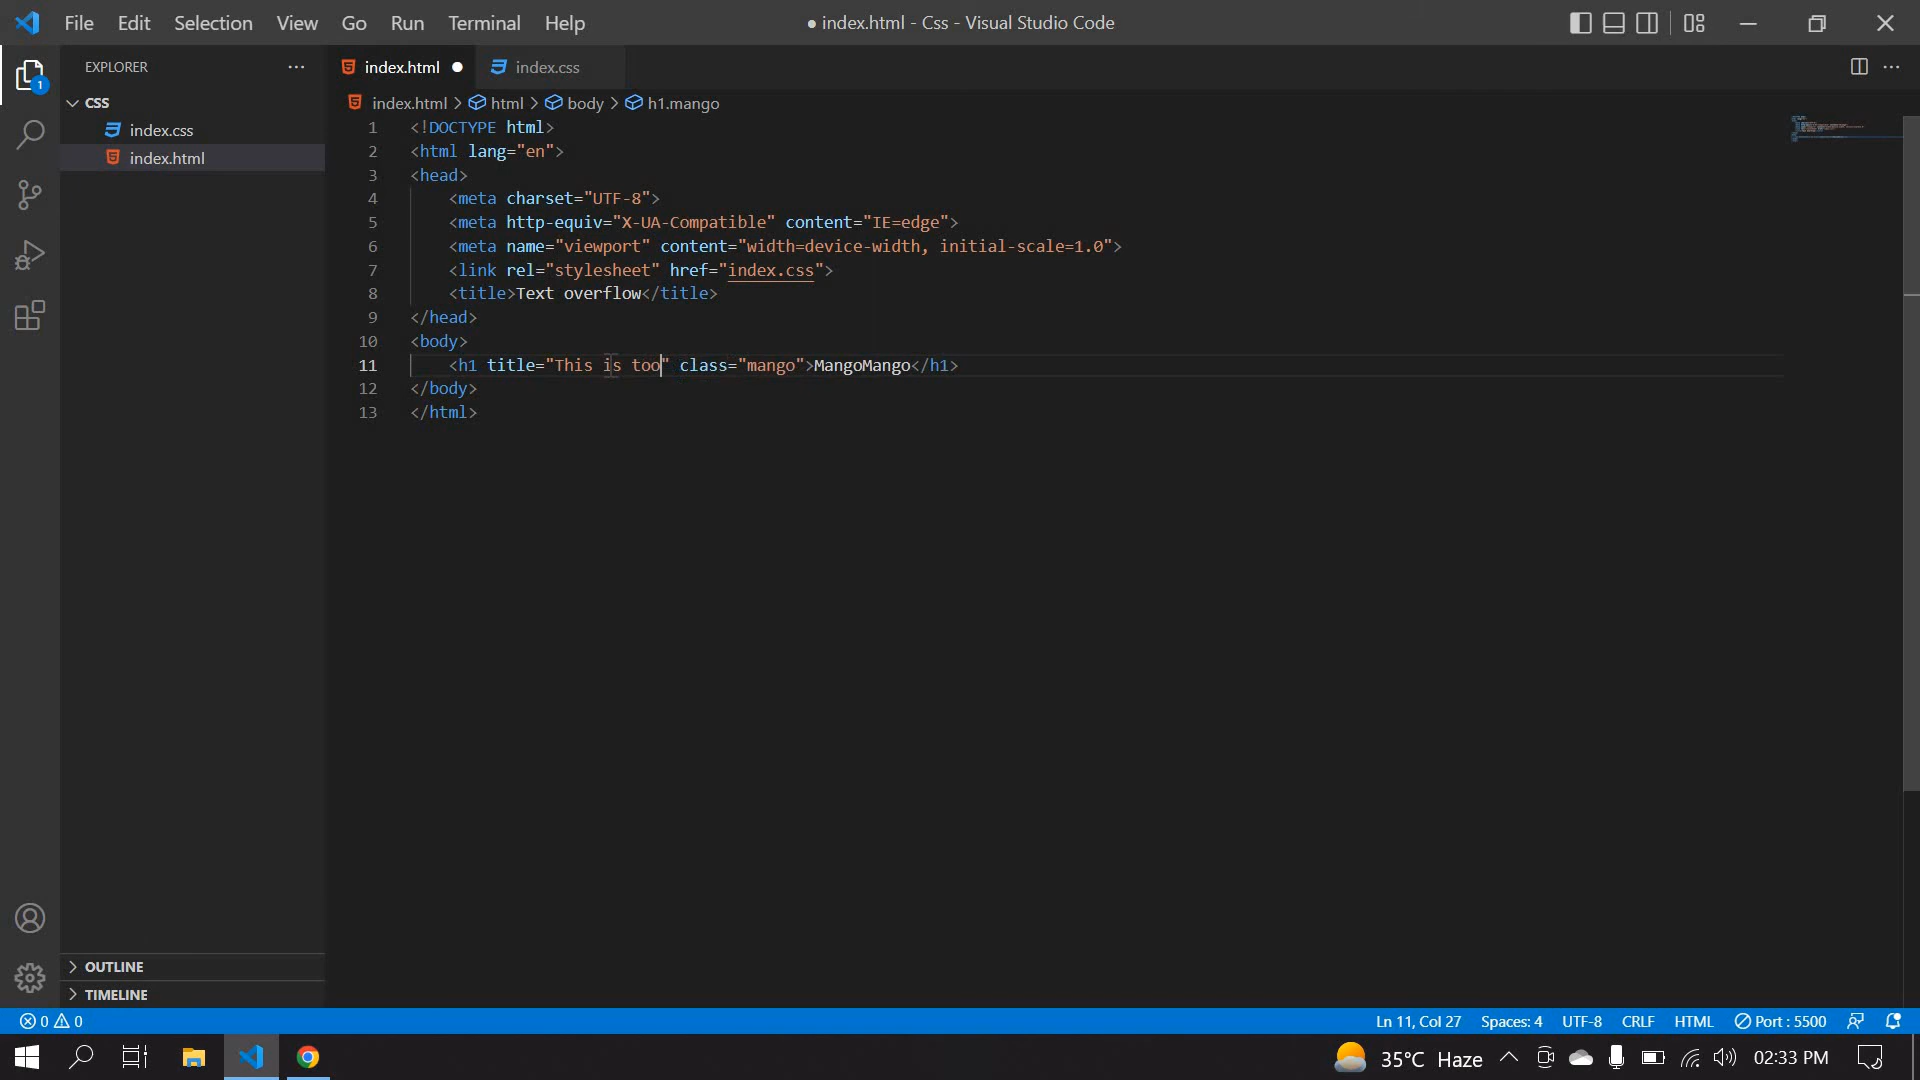 File Edit Selection View Go Run Terminal Help
● index.html - Css - Visual Studio Code
EXPLORER
CSS
index.css
index.html
index.html ● index.css
index.html > html > body > h1.mango
1 <!DOCTYPE html>
2 <html lang="en">
3 <head>
4 <meta charset="UTF-8">
5 <meta http-equiv="X-UA-Compatible" content="IE=edge">
6 <meta name="viewport" content="width=device-width, initial-scale=1.0">
7 <link rel="stylesheet" href="index.css">
8 <title>Text overflow</title>
9 </head>
10 <body>
11 <h1 title="This is too" class="mango">MangoMango</h1>
12 </body>
13 </html>
1
OUTLINE
TIMELINE
0 0
Ln 11, Col 27 Spaces: 4 UTF-8 CRLF HTML Port : 5500
35°C Haze 02:33 PM